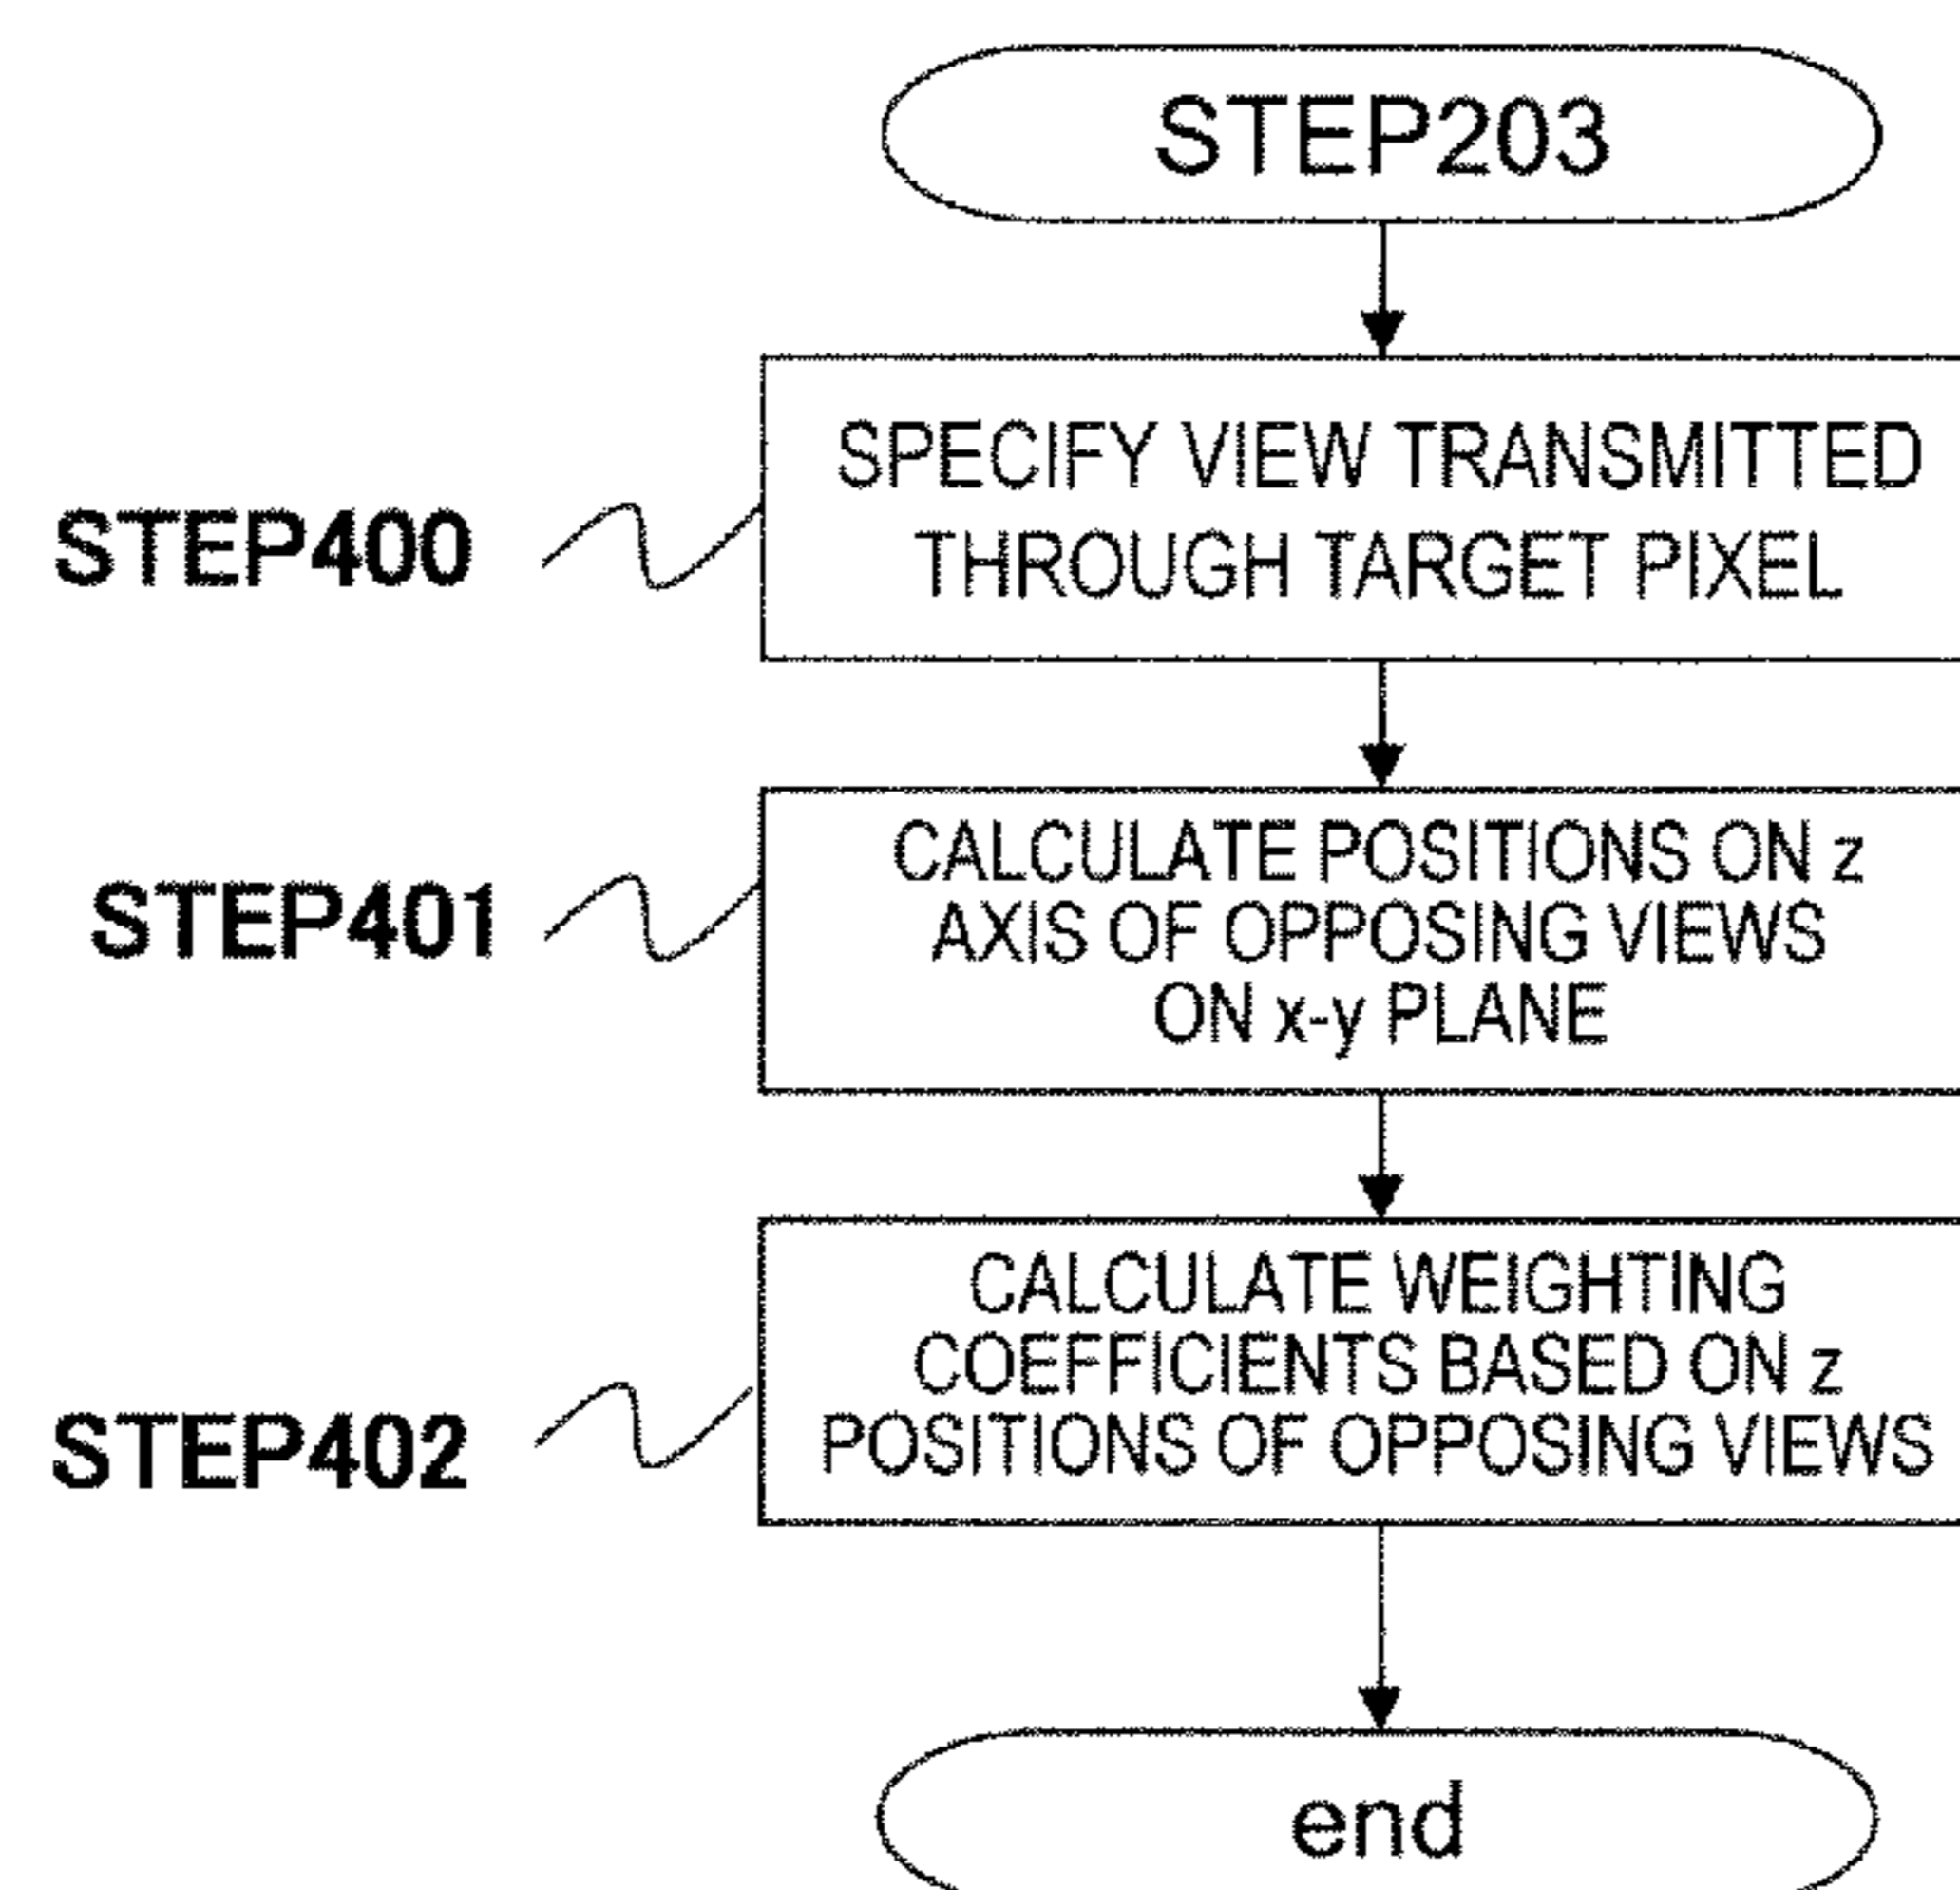 STEP203
SPECIFY VIEW TRANSMITTED
THROUGH TARGET PIXEL
STEP400
CALCULATE POSITIONS ON z
AXIS OF OPPOSING VIEWS
ON x-y PLANE
STEP401
CALCULATE WEIGHTING
COEFFICIENTS BASED ON z
POSITIONS OF OPPOSING VIEWS
STEP402
end